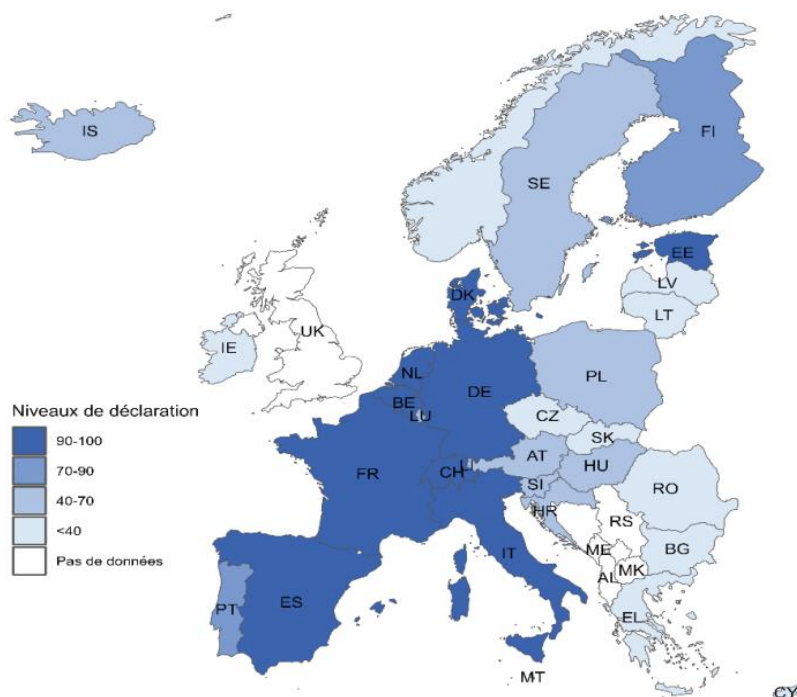 IS
FI
SE
EE
DK
LV
LT
UK
IE
NL
DE
PL
BE
LU
CZ
SK
Niveaux de déclaration
90-100
70-90
40-70
<40
Pas de données
FR
CH
LI
AT
HU
SI
HR
RO
RS
IT
ME
BG
MK
AL
PT
ES
EL
MT
CY